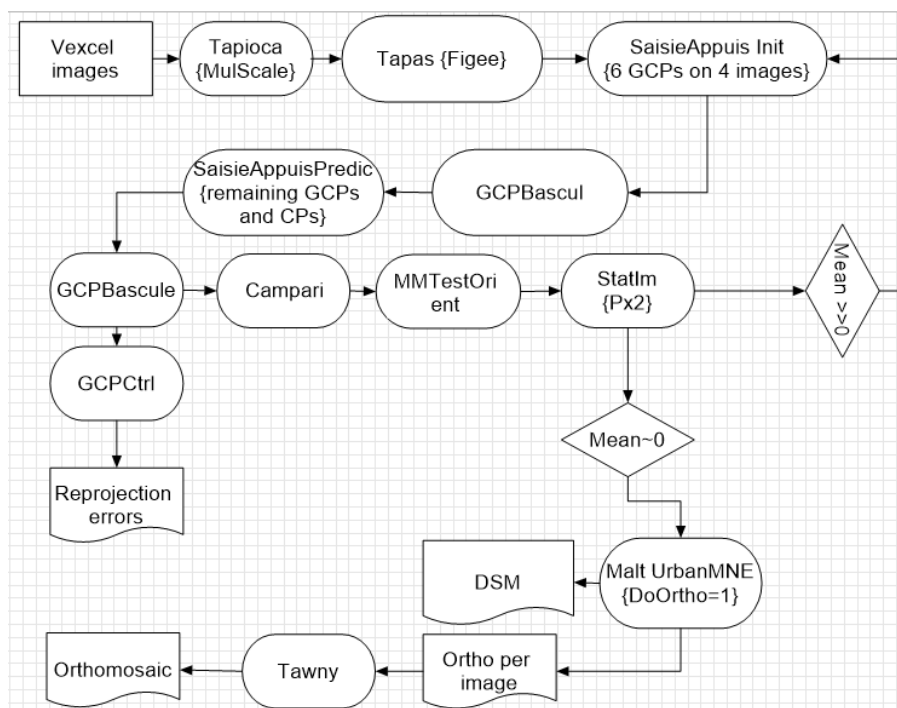 Vexcel
images
Tapioca
{MulScale}
Tapas {Figee}
SaisieAppuis Init
{6 GCPs on 4 images}
SaisieAppuisPredic
{remaining GCPs
and CPs}
GCPBascul
GCPBascule
Campari
MMTestOri
ent
StatIm
{Px2}
Mean >>0
GCPCtrl
Mean~0
Reprojection
errors
Malt UrbanMNE
{DoOrtho=1}
DSM
Orthomosaic
Tawny
Ortho per
image